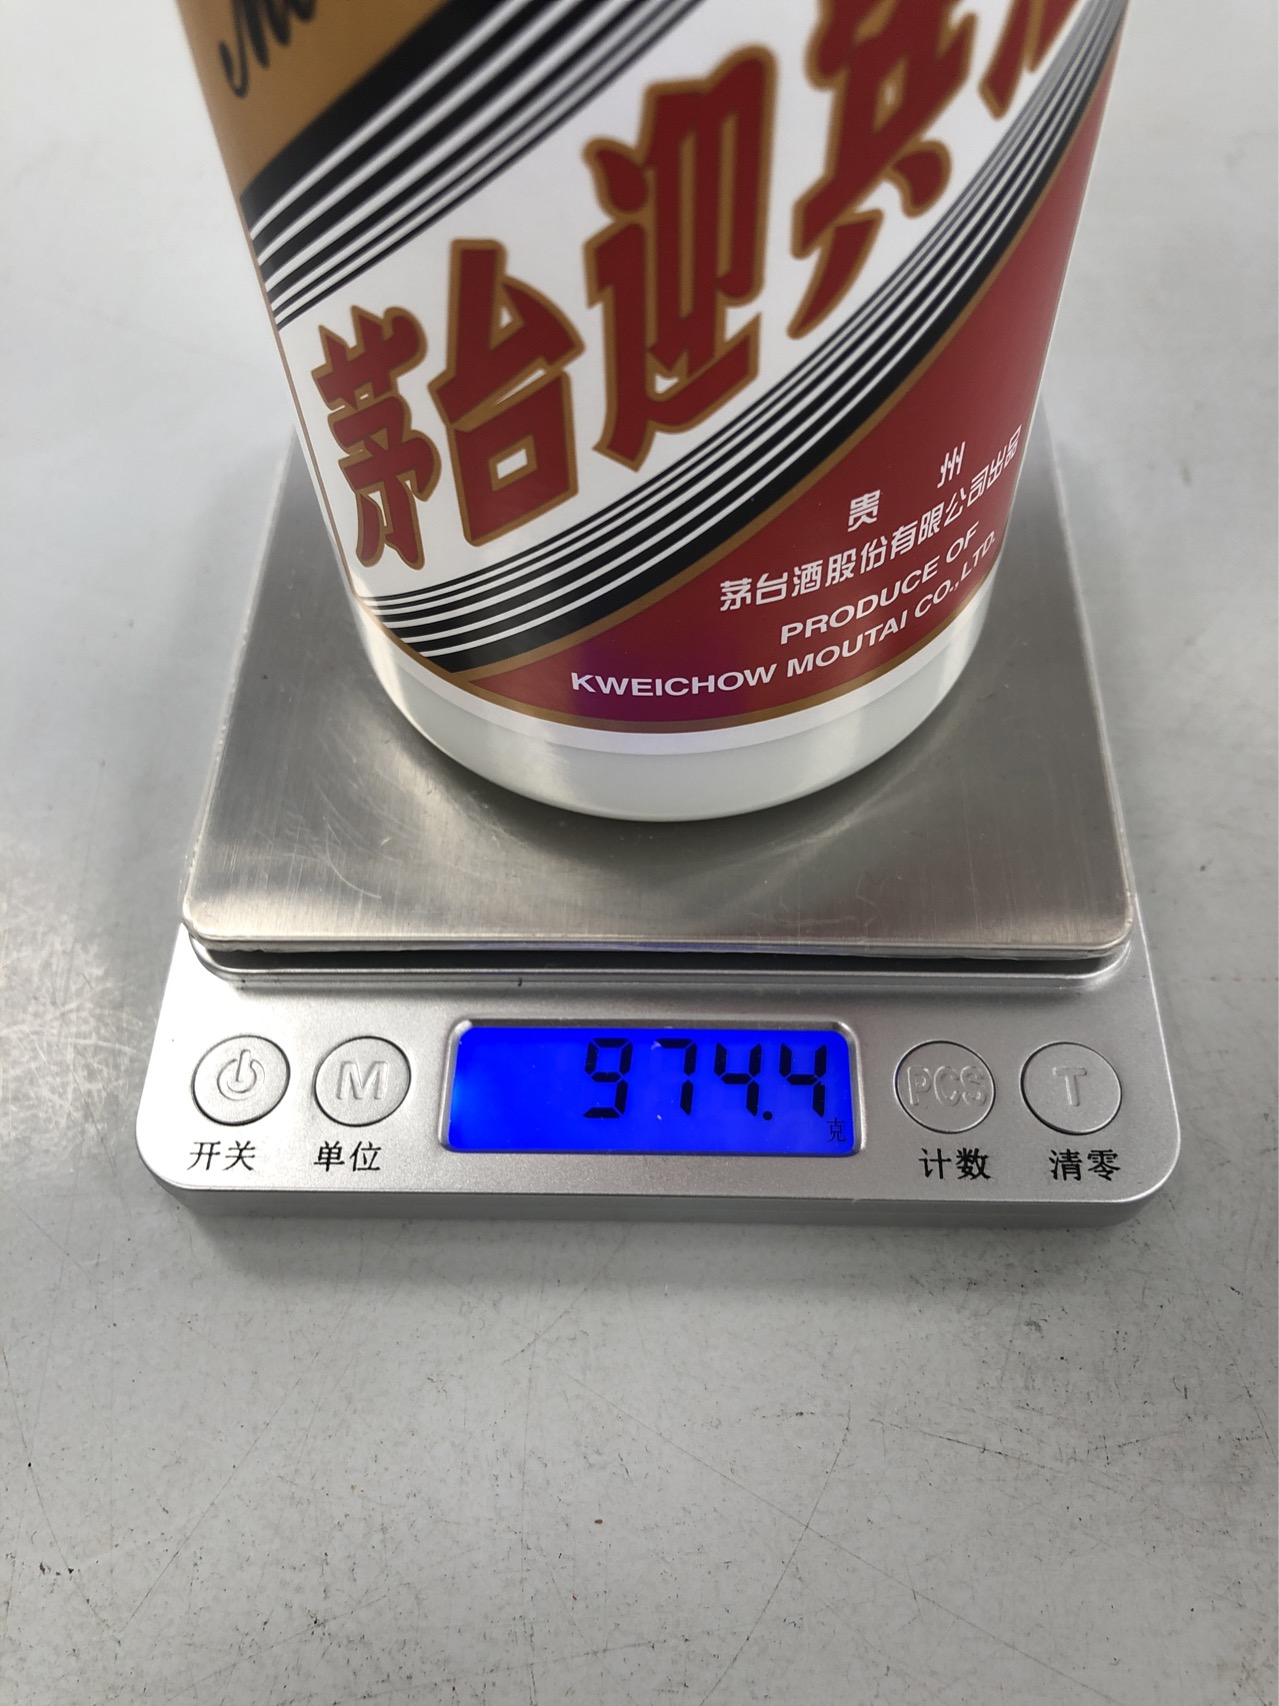 茅台迎宾
贵 州
茅台酒股份有限公司出品
PRODUCE OF
KWEICHOW MOUTAI CO.,LTD.
974.4
克
M
PCS
T
开关
单位
计数
清零